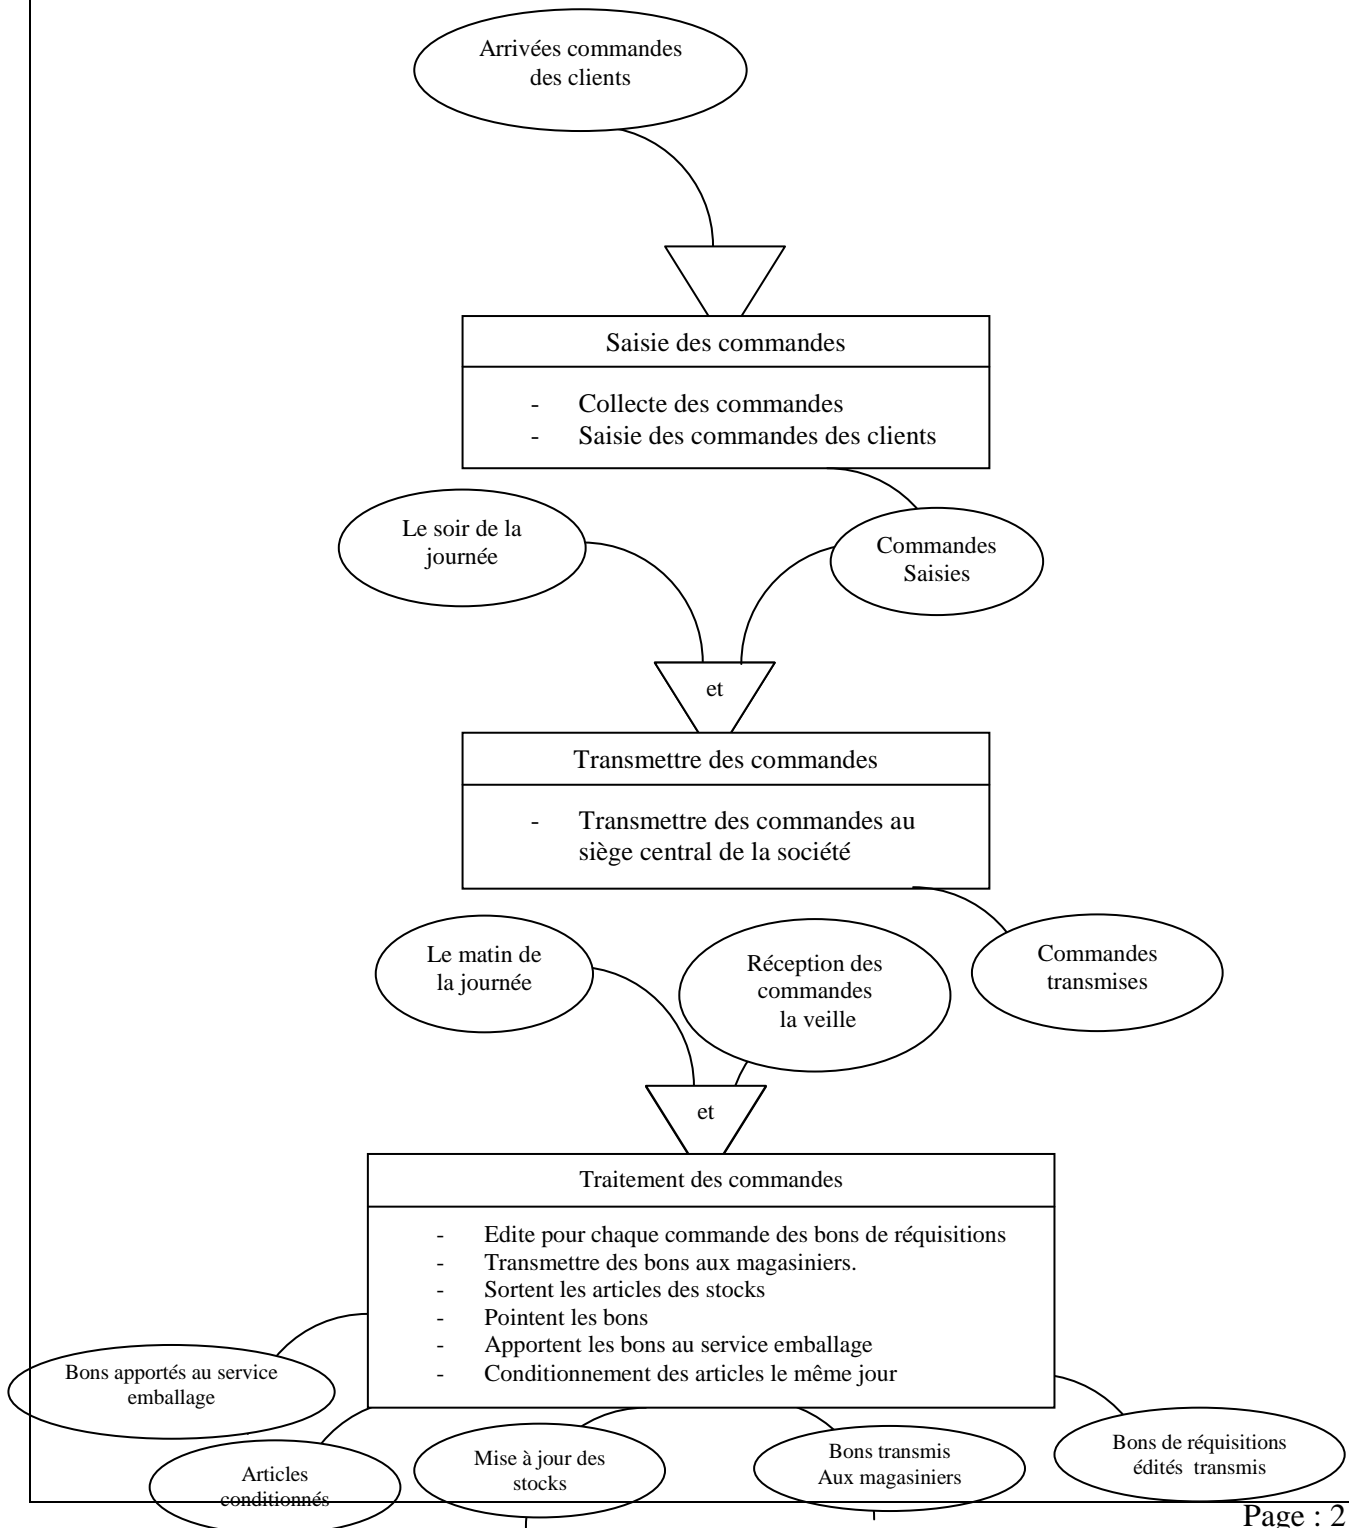 Arrivées commandes
des clients
Saisie des commandes
- Collecte des commandes
- Saisie des commandes des clients
Le soir de la
journée
Commandes
Saisies
et
Transmettre des commandes
- Transmettre des commandes au
siège central de la société
Le matin de
la journée
Réception des
commandes
la veille
Commandes
transmises
et
Traitement des commandes
- Edite pour chaque commande des bons de réquisitions
- Transmettre des bons aux magasiniers.
- Sortent les articles des stocks
- Pointent les bons
- Apportent les bons au service emballage
- Conditionnement des articles le même jour
Bons apportés au service
emballage
Articles
conditionnés
Mise à jour des
stocks
Bons transmis
Aux magasiniers
Bons de réquisitions
édités transmis
Page : 2